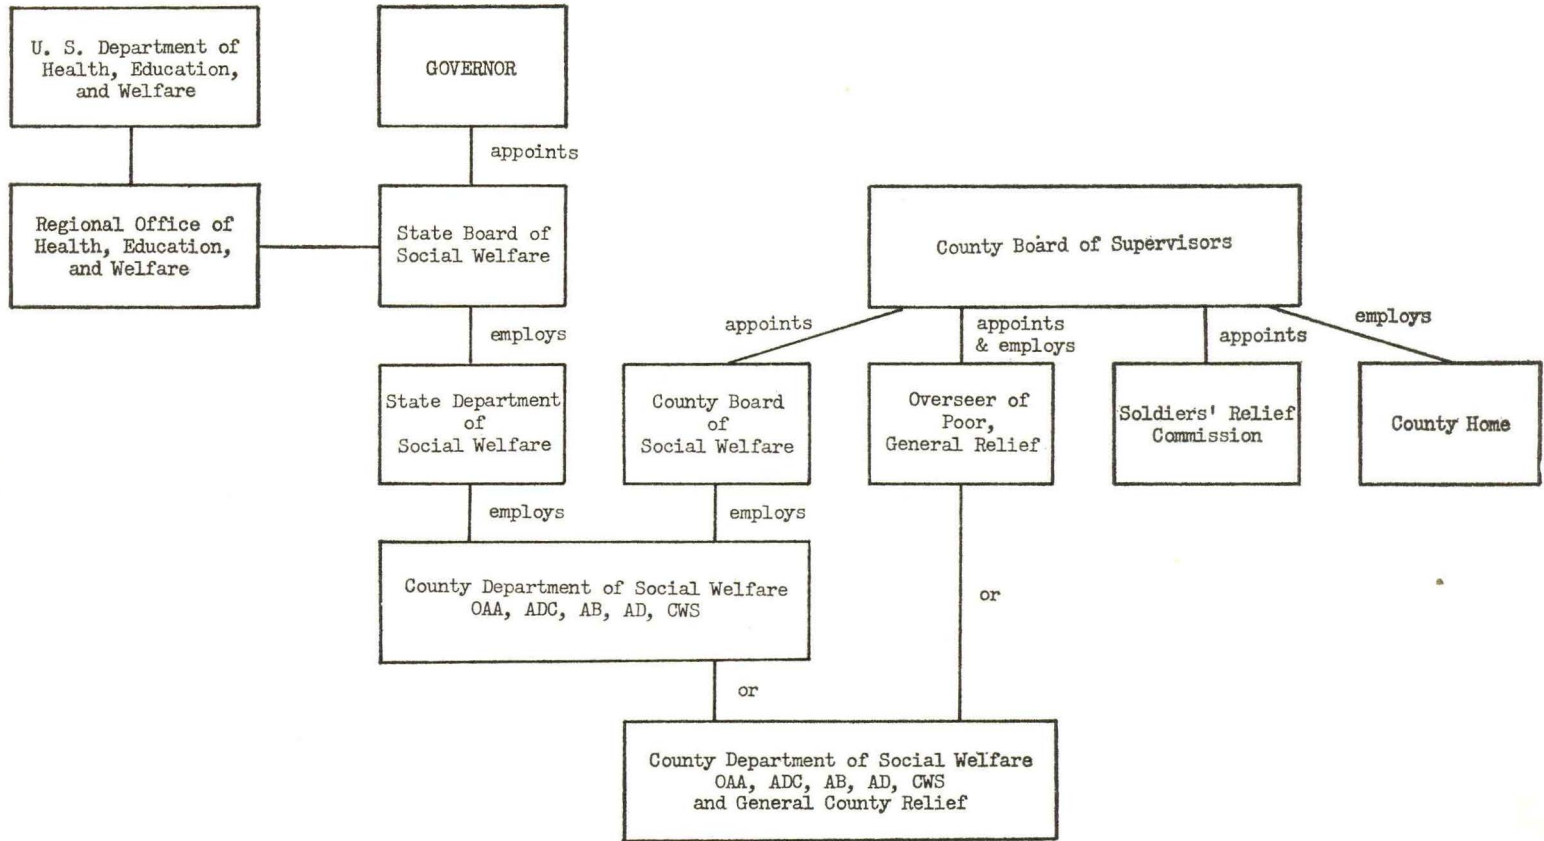 U. S. Department of
Health, Education,
and Welfare
GOVERNOR
appoints
Regional Office of
Health, Education,
and Welfare
State Board of
Social Welfare
County Board of Supervisors
employs
appoints
appoints
& employs
appoints
employs
State Department
of
Social Welfare
County Board
of
Social Welfare
Overseer of
Poor,
General Relief
Soldiers' Relief
Commission
County Home
employs
employs
County Department of Social Welfare
OAA, ADC, AB, AD, CWS
or
or
County Department of Social Welfare
OAA, ADC, AB, AD, CWS
and General County Relief